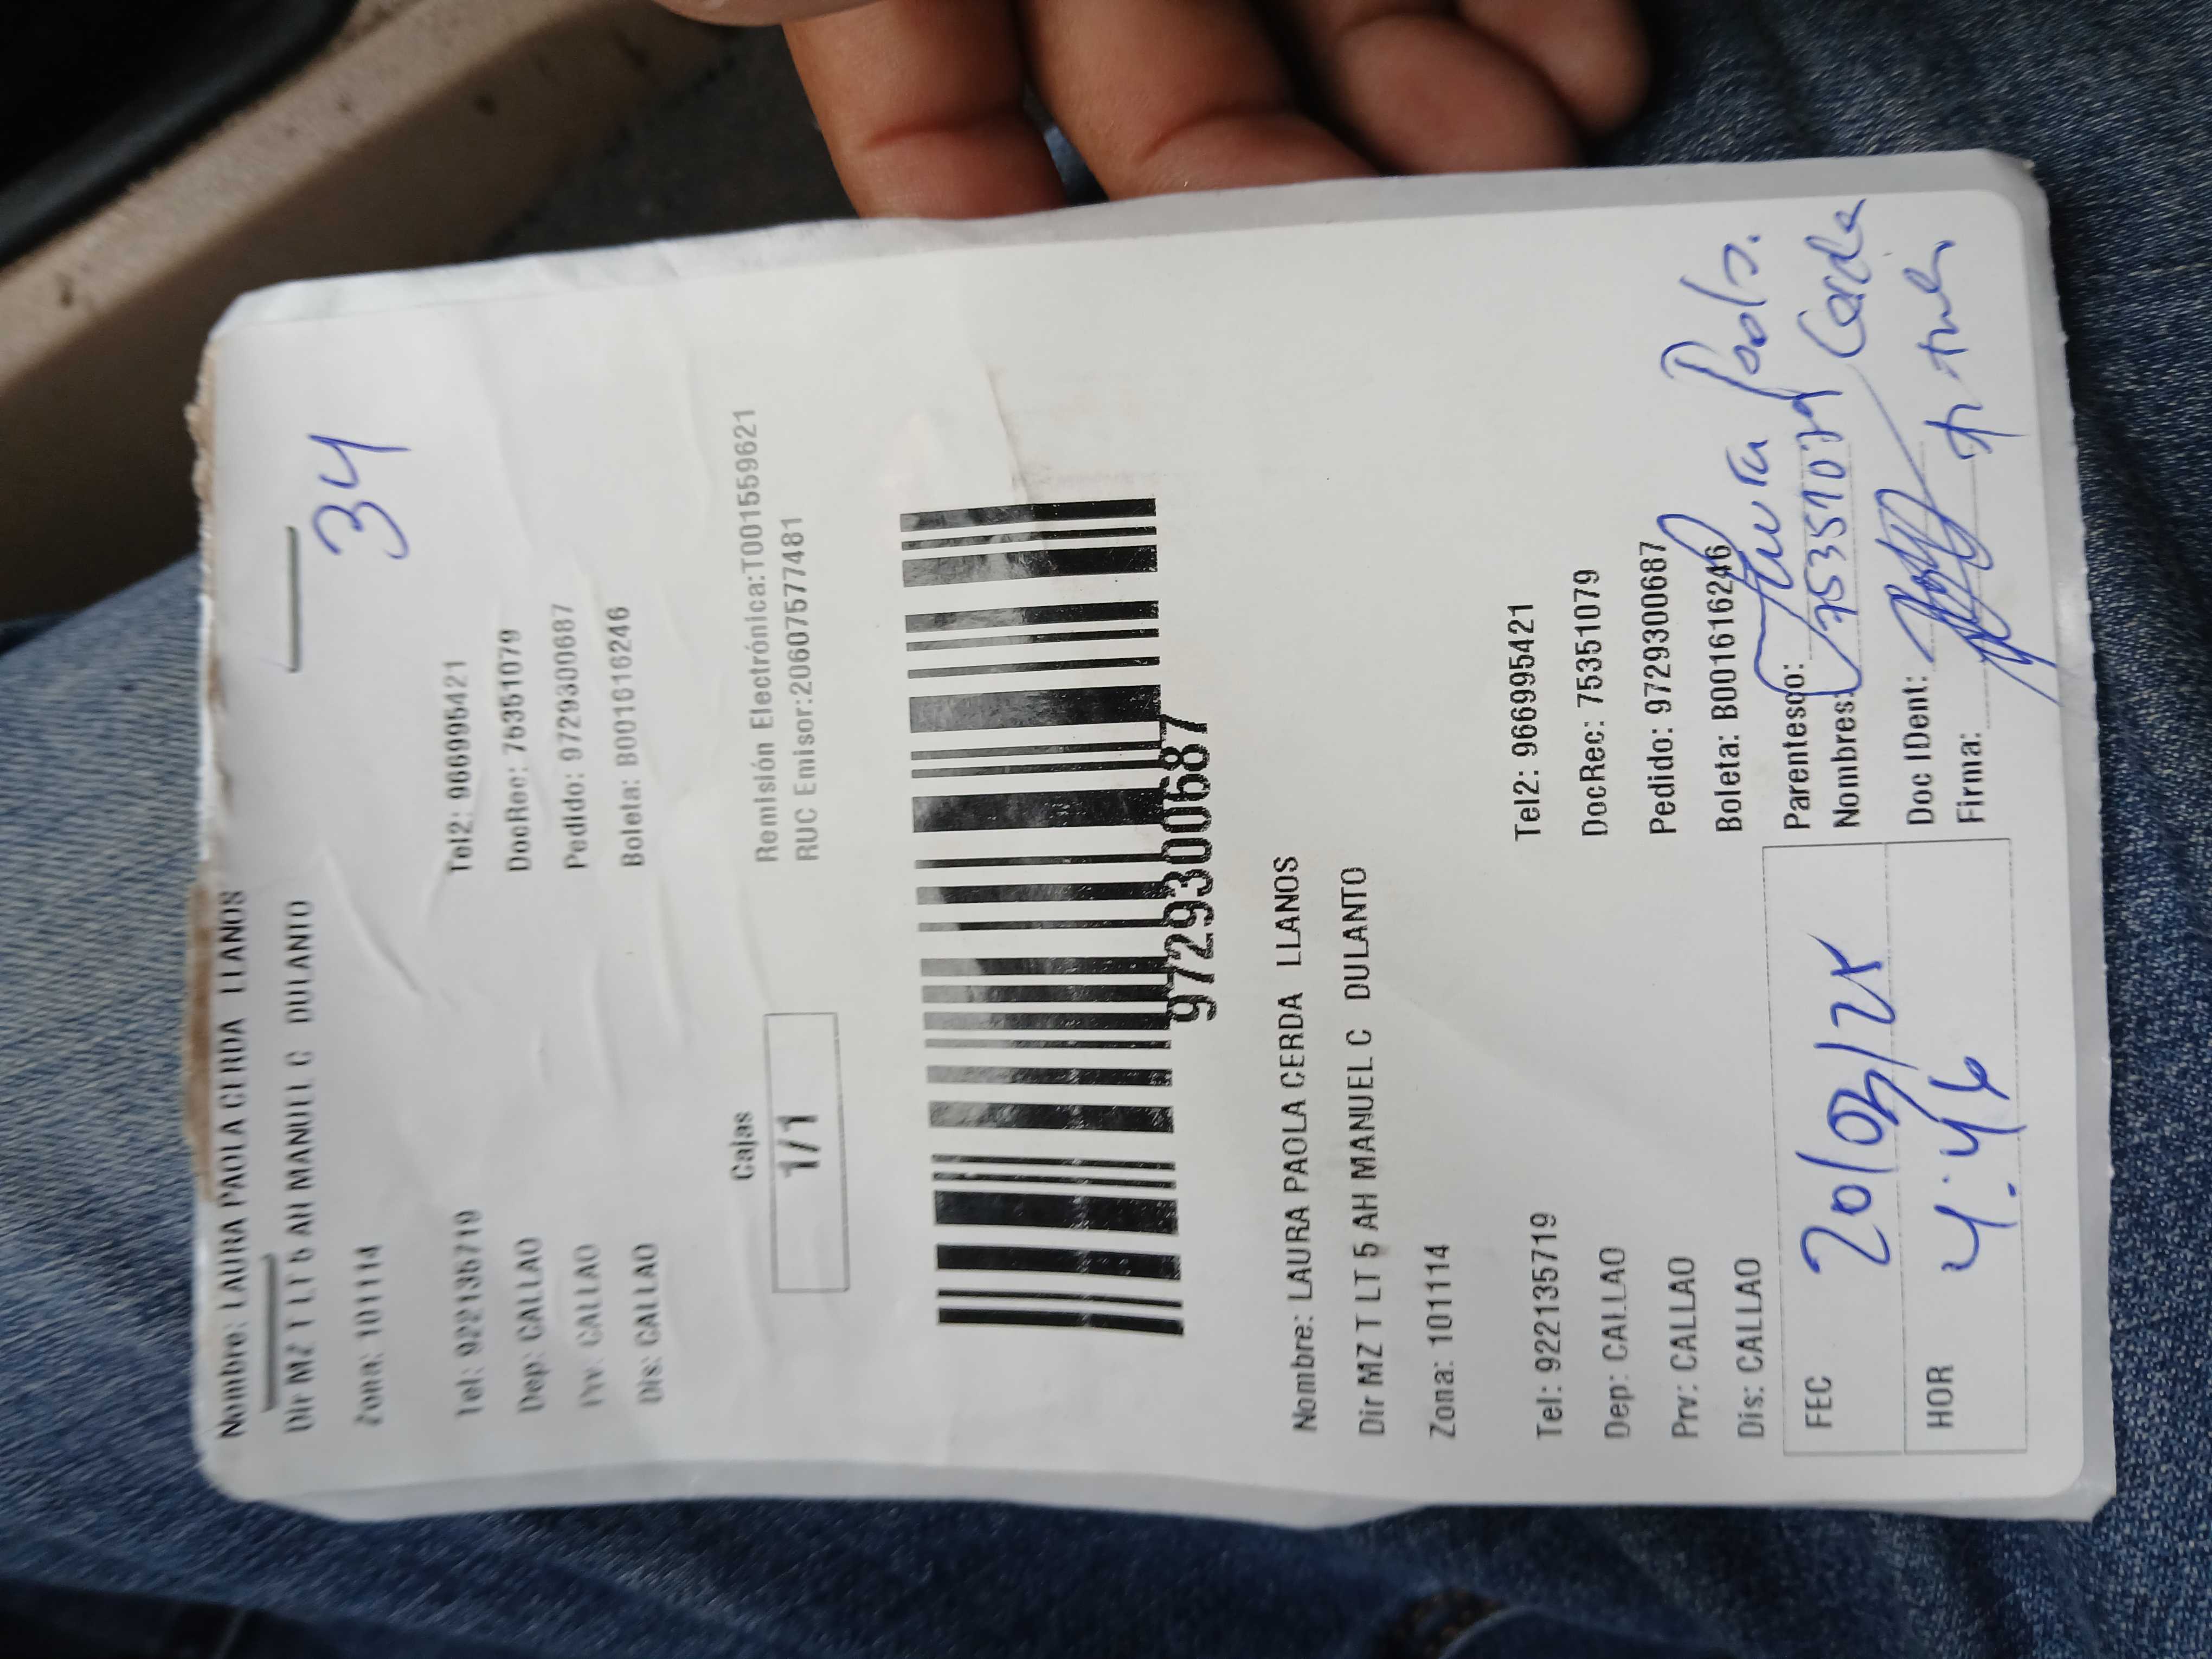 Nombre: LAURA PAOLA CERDA LLANOS
Dir MZ T LT 5 AH MANUEL C DULANTO
34
Zona: 101114
Tel: 922135719 Tel2: 966995421
Dep: CALLAO DocRec: 75351079
Prv: CALLAO Pedido: 9729300687
Dis: CALLAO Boleta: B001616246
Cajas
1/1
Remisión Electrónica:T001559621
RUC Emisor:20607577481
9729300687
Nombre: LAURA PAOLA CERDA LLANOS
Dir MZ T LT 5 AH MANUEL C DULANTO
Zona: 101114
Tel: 922135719 Tel2: 966995421
Dep: CALLAO DocRec: 75351079
Prv: CALLAO Pedido: 9729300687
Dis: CALLAO Boleta: B001616246
FEC 20/03/24 Parentesco: Laura Paola
Nombres: 75351079 Cerda
HOR 4:46 Doc IDent:
Firma: